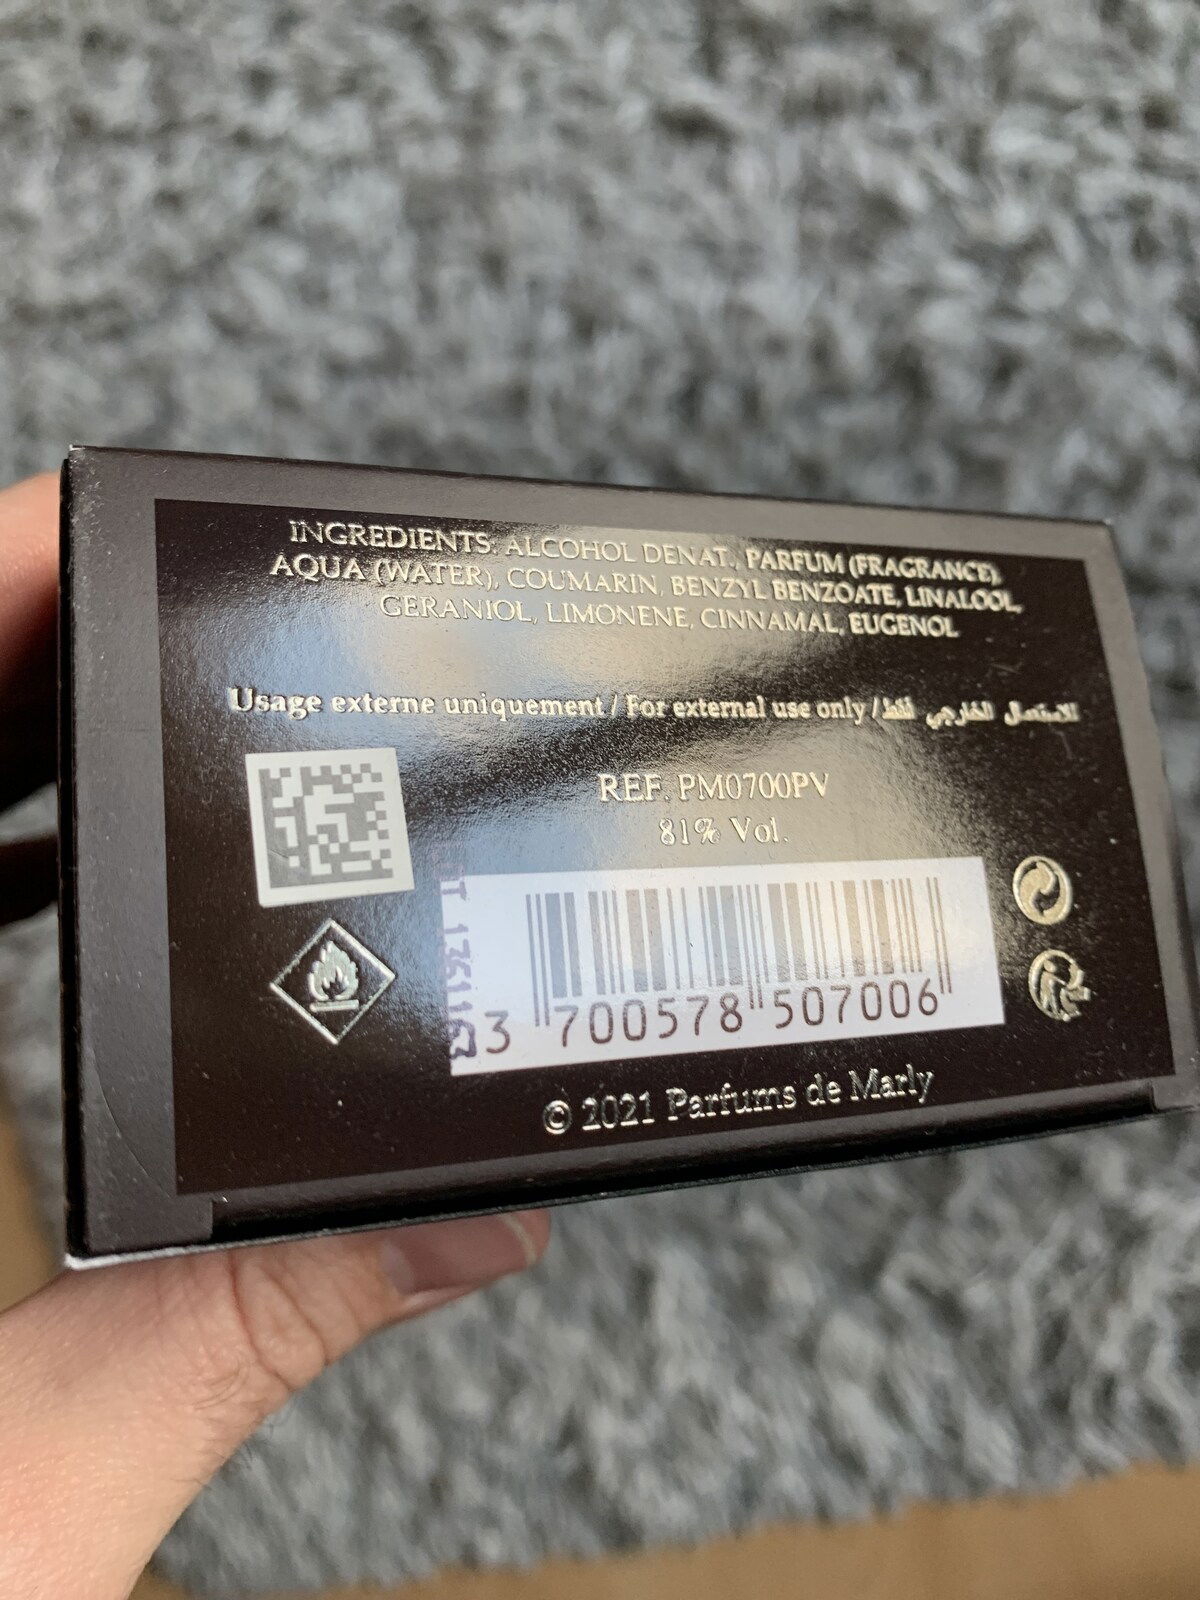 INGREDIENTS: ALCOHOL DENAT., PARFUM (FRAGRANCE),
AQUA (WATER), COUMARIN, BENZYL BENZOATE, LINALOOL,
GERANIOL, LIMONENE, CINNAMAL, EUGENOL
Usage externe uniquement / For external use only / للاستعمال الخارجي فقط
REF. PM0700PV
81% Vol.
1361163
3 700578 507006
© 2021 Parfums de Marly